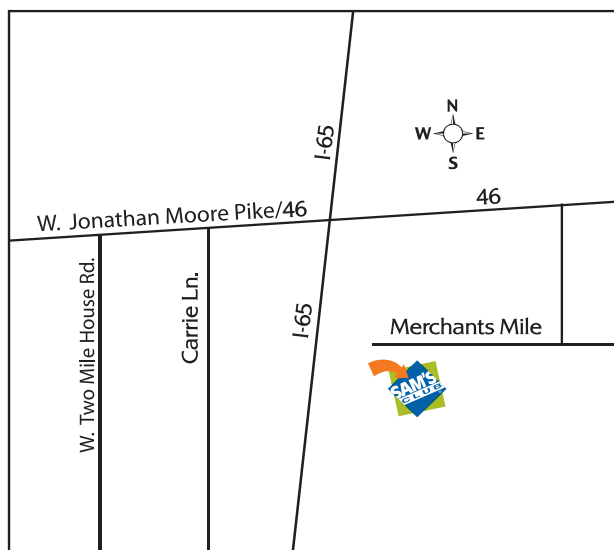 I-65
N
W E
S
46
W. Jonathan Moore Pike/46
W. Two Mile House Rd.
Carrie Ln.
I-65
Merchants Mile
SAM'S
CLUB